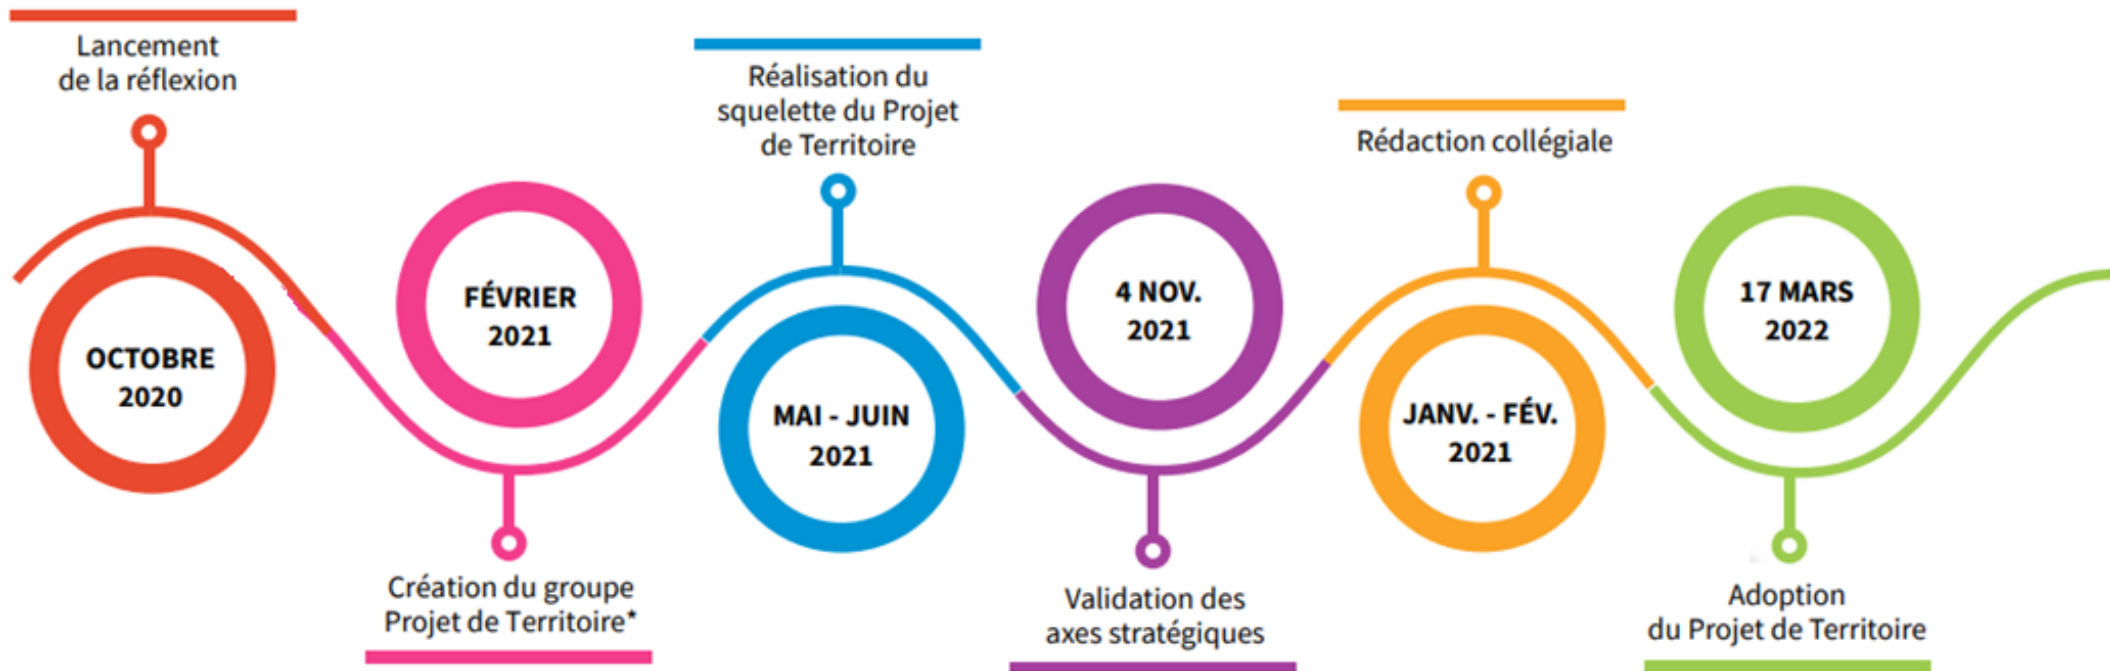 Lancement
de la réflexion
OCTOBRE
2020
FÉVRIER
2021
Création du groupe
Projet de Territoire*
Réalisation du
squelette du Projet
de Territoire
MAI - JUIN
2021
4 NOV.
2021
Validation des
axes stratégiques
Rédaction collégiale
JANV. - FÉV.
2021
17 MARS
2022
Adoption
du Projet de Territoire